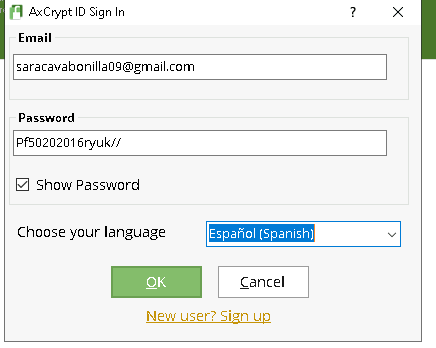 AxCrypt ID Sign In ? ×
Email
saracavabonilla09@gmail.com
Password
Pf50202016ryuk//
Show Password
Choose your language Español (Spanish)
OK Cancel
New user? Sign up